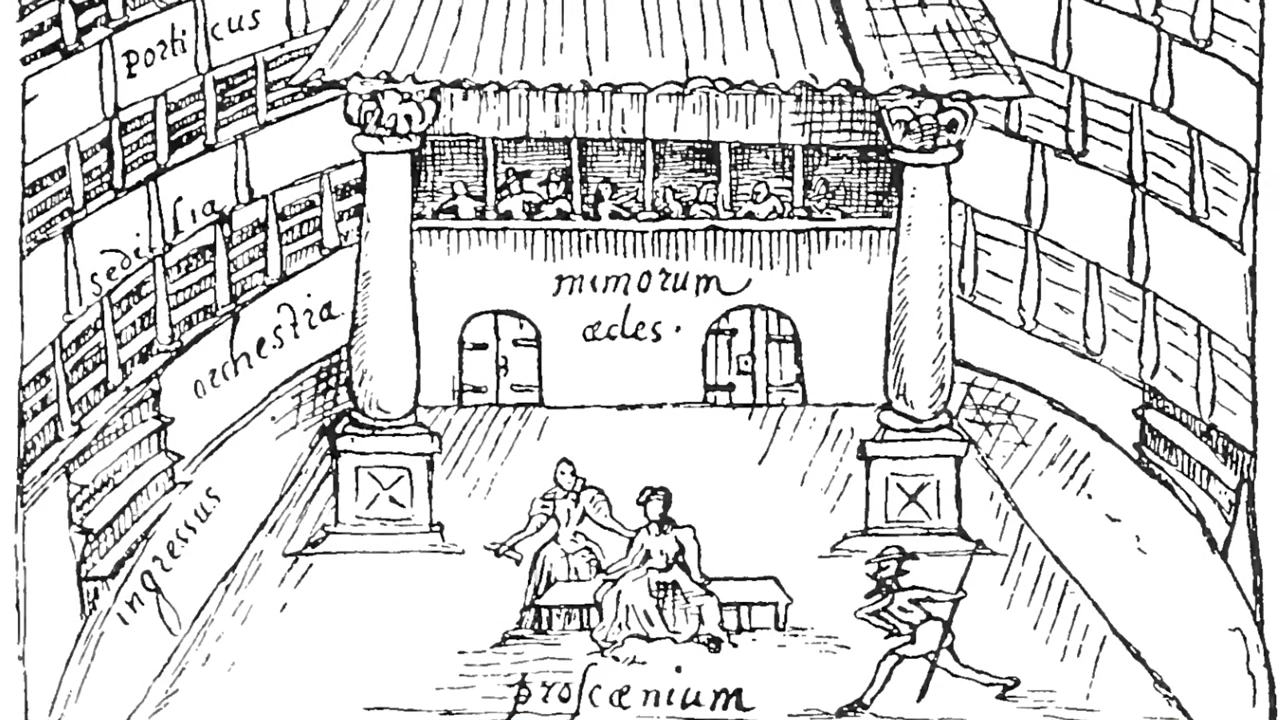 porticus
sedilia
orchestra
mimorum
ædes.
ingressus
proſcænium